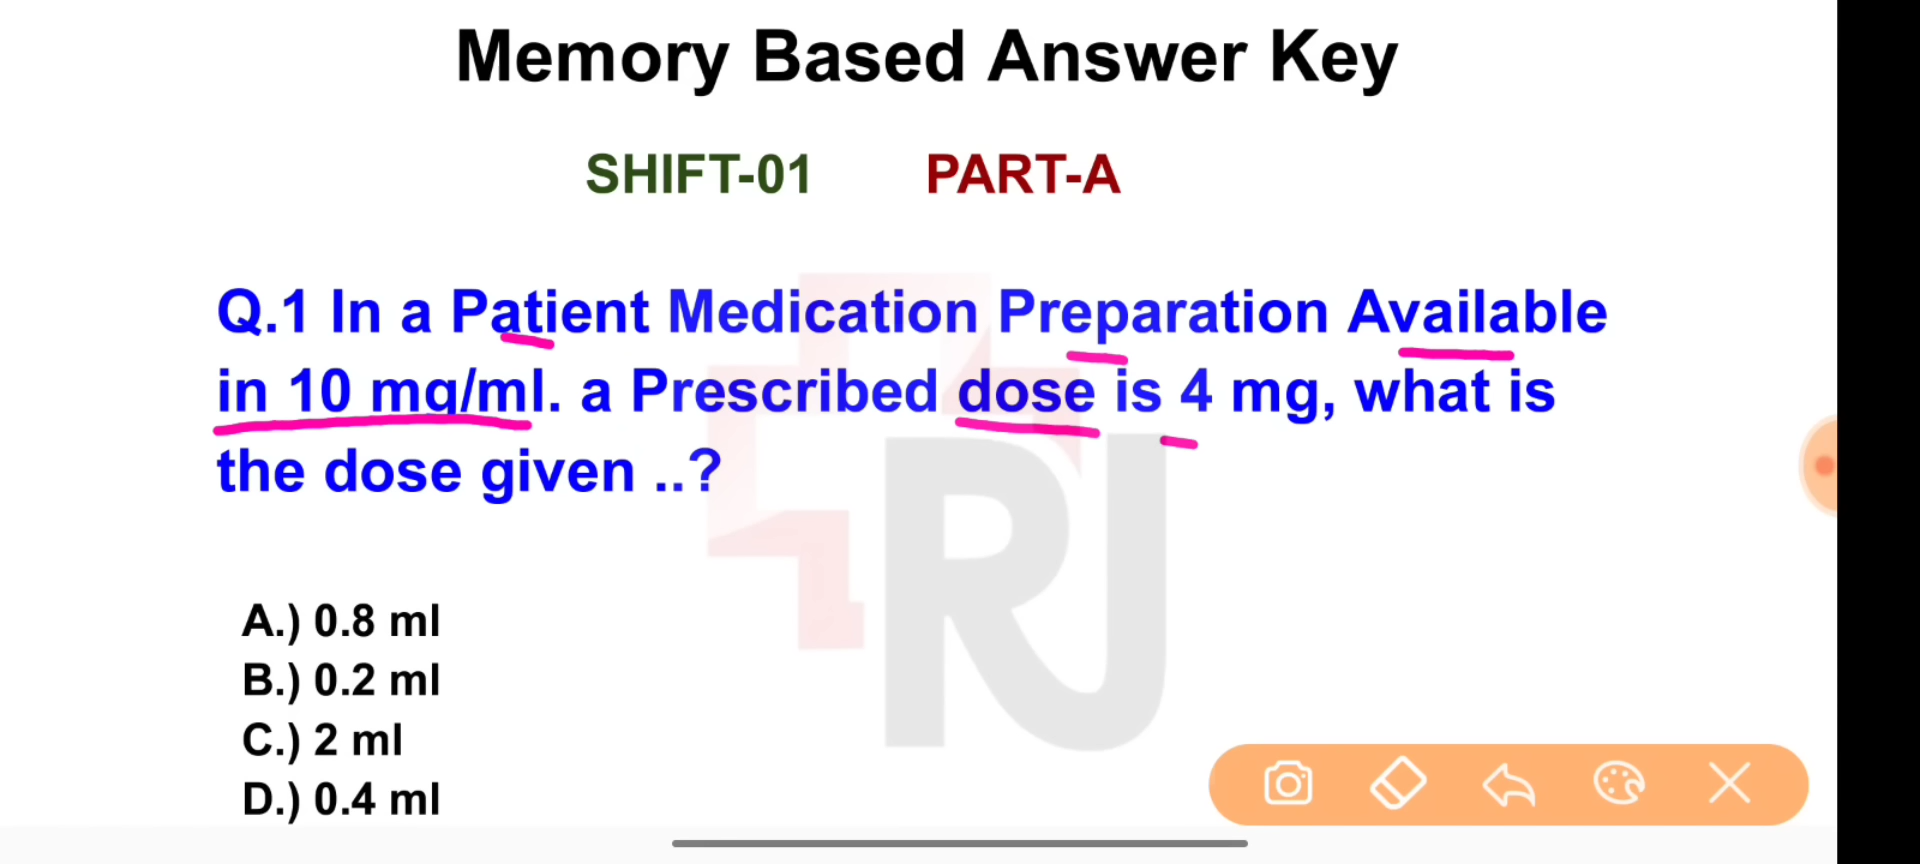 Memory Based Answer Key
SHIFT-01 PART-A
Q.1 In a Patient Medication Preparation Available
in 10 mg/ml. a Prescribed dose is 4 mg, what is
the dose given ..?
RJ
A.) 0.8 ml
B.) 0.2 ml
C.) 2 ml
D.) 0.4 ml